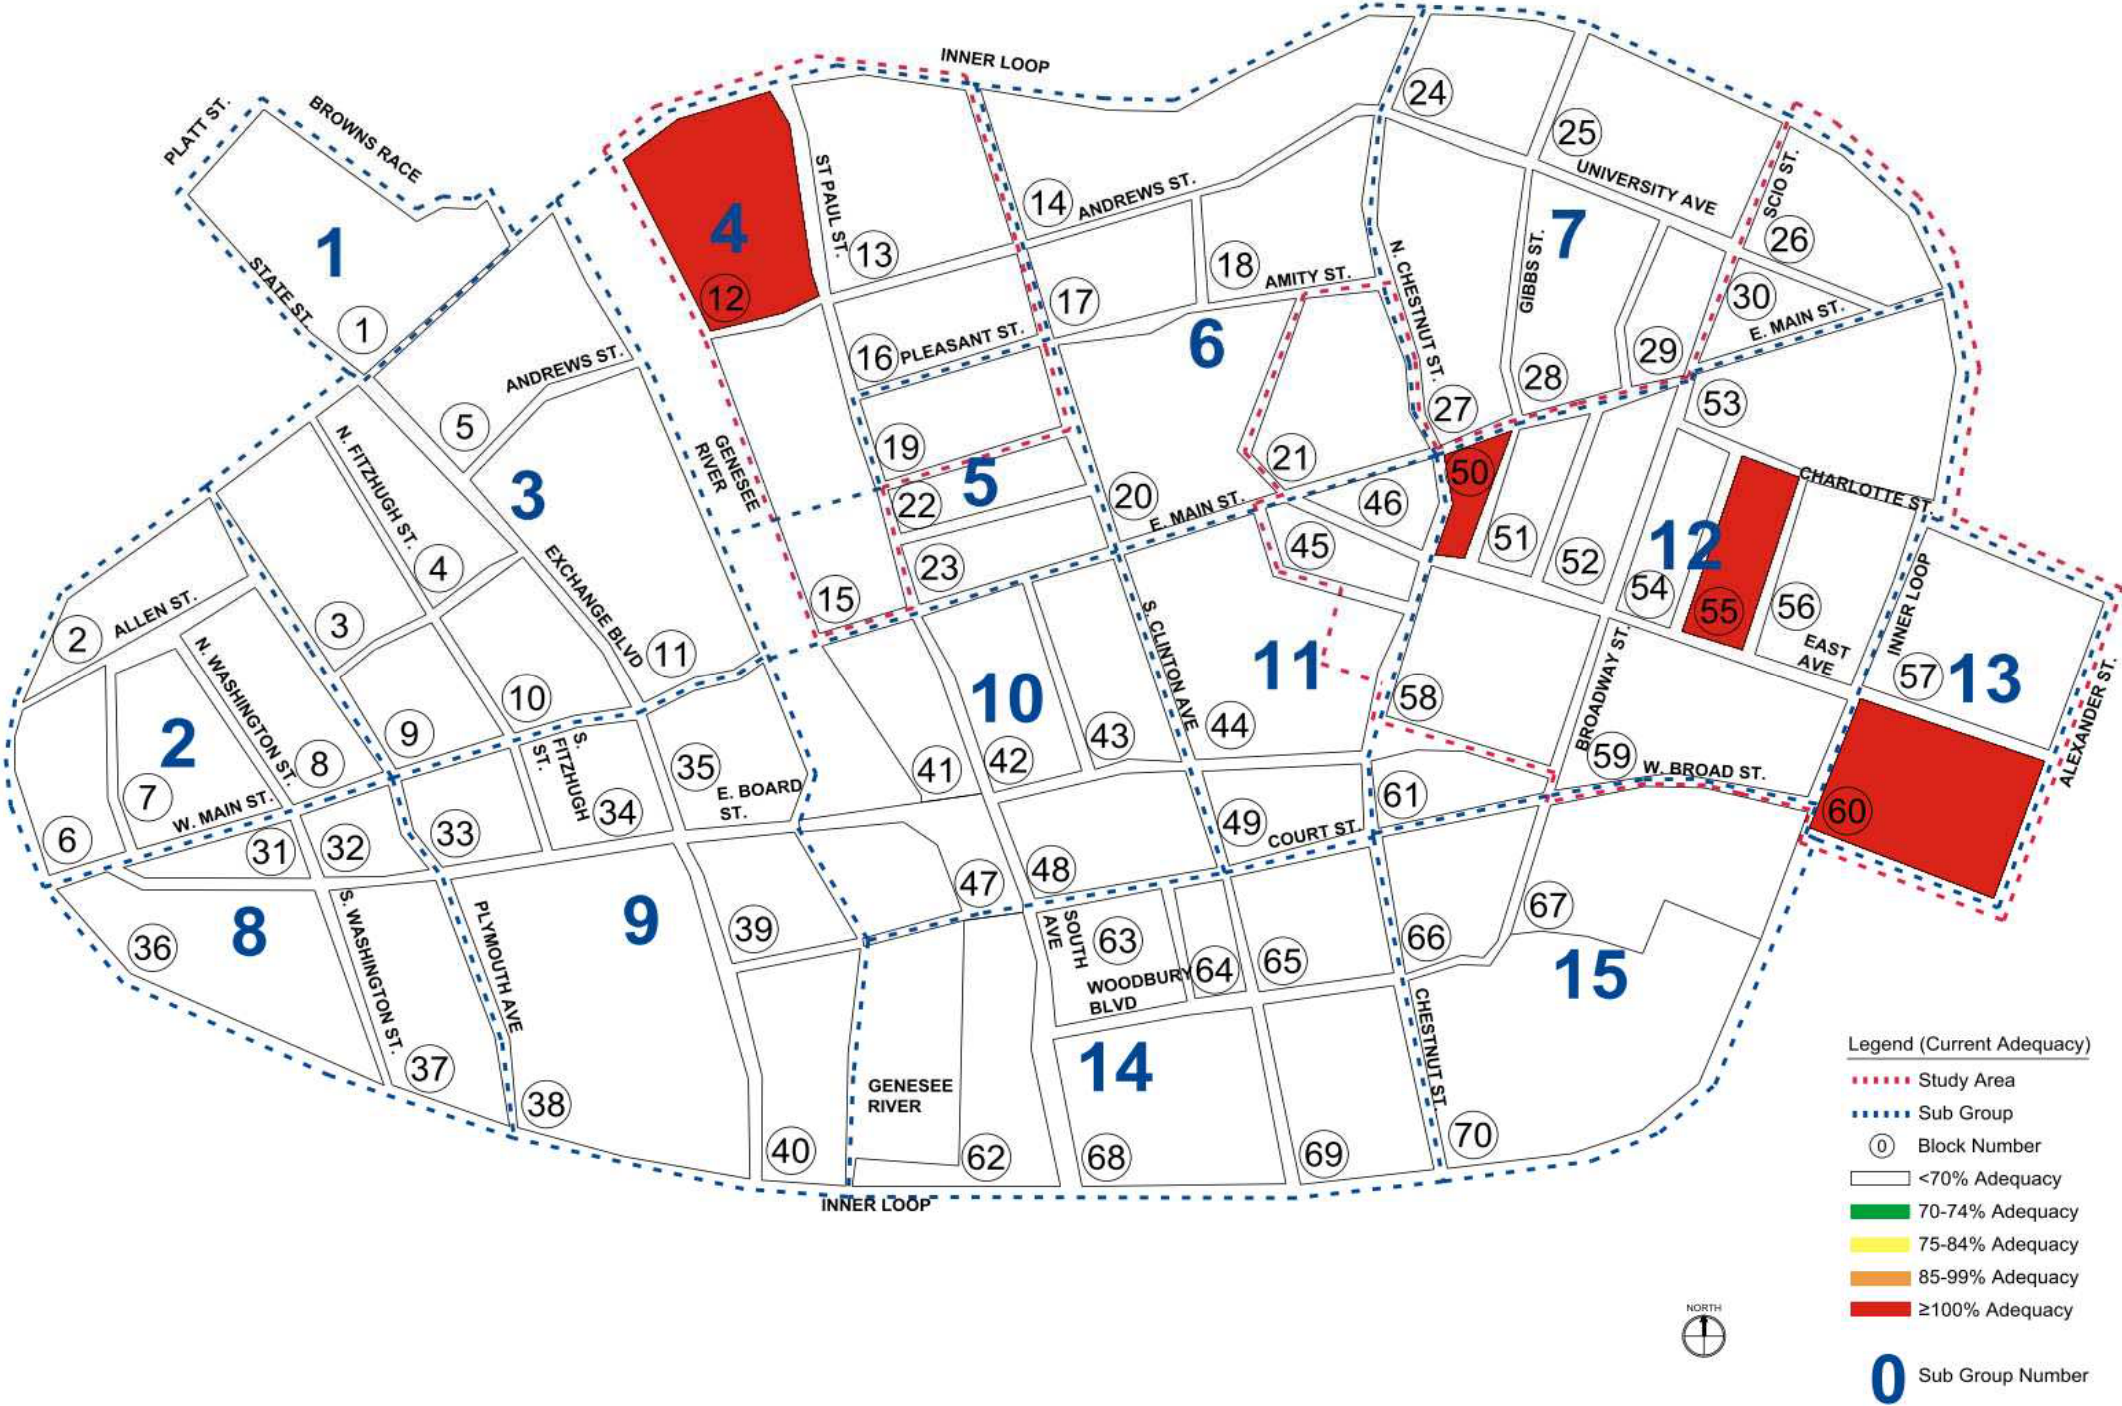 INNER LOOP
PLATT ST.
BROWNS RACE
24
25
ST PAUL ST.
14
ANDREWS ST.
UNIVERSITY AVE
SCIO ST.
1
4
13
7
26
STATE ST.
12
18
AMITY ST.
N. CHESTNUT ST.
GIBBS ST.
30
E. MAIN ST.
1
17
16
PLEASANT ST.
6
29
ANDREWS ST.
28
5
27
53
N. FITZHUGH ST.
GENESEE
RIVER
19
21
50
3
22
5
20
E. MAIN ST.
46
CHARLOTTE ST.
4
EXCHANGE BLVD
23
45
51
52
12
54
2
ALLEN ST.
3
15
S. CLINTON AVE
55
56
INNER LOOP
N. WASHINGTON ST.
11
11
EAST
AVE
57
13
10
10
58
BROADWAY ST.
ALEXANDER ST.
2
8
9
S.
FITZHUGH
ST.
35
41
42
43
44
59
W. BROAD ST.
7
W. MAIN ST.
34
E. BOARD
ST.
61
60
6
31
32
33
49
COURT ST.
47
48
8
S. WASHINGTON ST.
PLYMOUTH AVE
9
39
SOUTH
AVE
63
67
36
64
65
66
15
WOODBURY
BLVD
37
38
GENESEE
RIVER
14
CHESTNUT ST.
40
62
68
69
70
INNER LOOP
Legend (Current Adequacy)
Study Area
Sub Group
0 Block Number
<70% Adequacy
70-74% Adequacy
75-84% Adequacy
85-99% Adequacy
≥100% Adequacy
NORTH
0 Sub Group Number